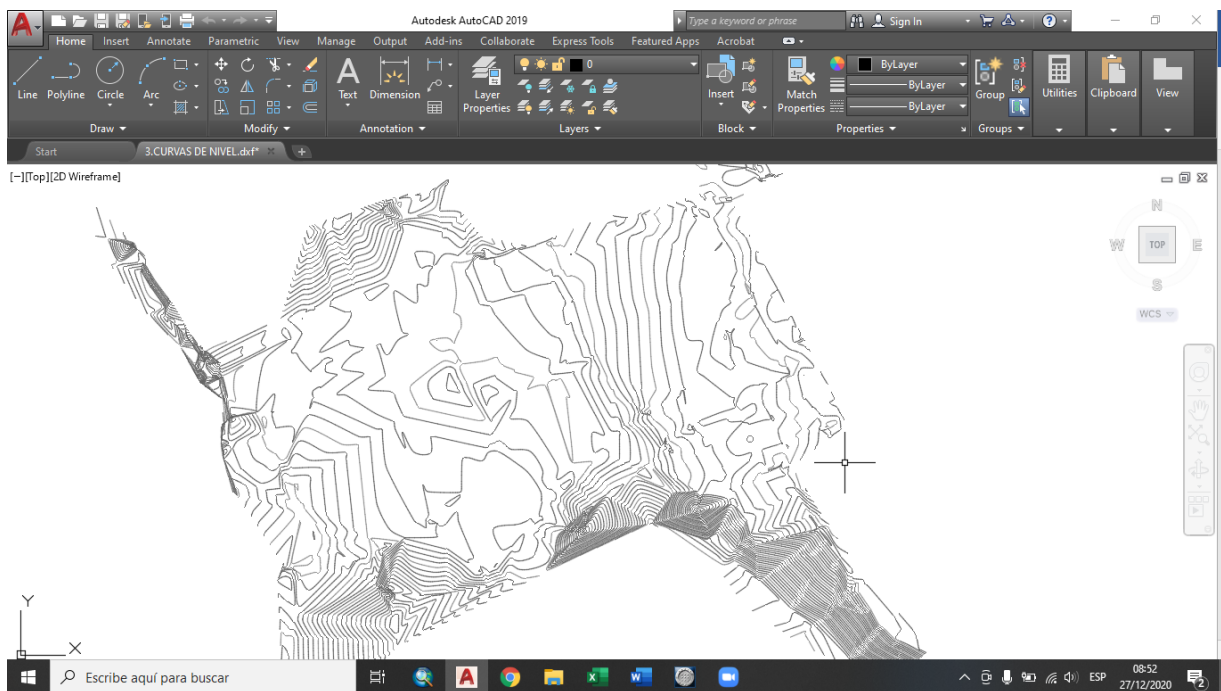 A
Autodesk AutoCAD 2019
Type a keyword or phrase
Sign In
Home Insert Annotate Parametric View Manage Output Add-ins Collaborate Express Tools Featured Apps Acrobat
Line Polyline Circle Arc
Text Dimension
Layer Properties
0
Insert
Match Properties
ByLayer
ByLayer
ByLayer
Group
Utilities
Clipboard
View
Draw Modify Annotation Layers Block Properties Groups
Start
3.CURVAS DE NIVEL.dxf*
[−][Top][2D Wireframe]
N
W TOP E
S
WCS
Y
X
Escribe aquí para buscar
ESP
08:52
27/12/2020
2